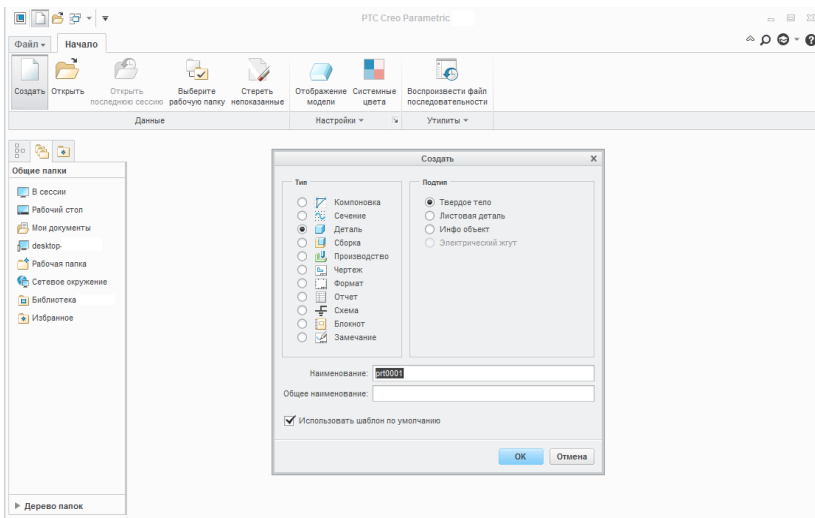 PTC Creo Parametric
Файл
Начало
Создать
Открыть
Открыть последнюю сессию
Выберите рабочую папку
Стереть непоказанные
Отображение модели
Системные цвета
Воспроизвести файл последовательности
Данные
Настройки
Утилиты
Общие папки
В сессии
Рабочий стол
Мои документы
desktop-
Рабочая папка
Сетевое окружение
Библиотека
Избранное
Дерево папок
Создать
Тип
Компоновка
Сечение
Деталь
Сборка
Производство
Чертеж
Формат
Отчет
Схема
Блокнот
Замечание
Подтип
Твердое тело
Листовая деталь
Инфо объект
Электрический жгут
Наименование: prt0001
Общее наименование:
Использовать шаблон по умолчанию
OK
Отмена